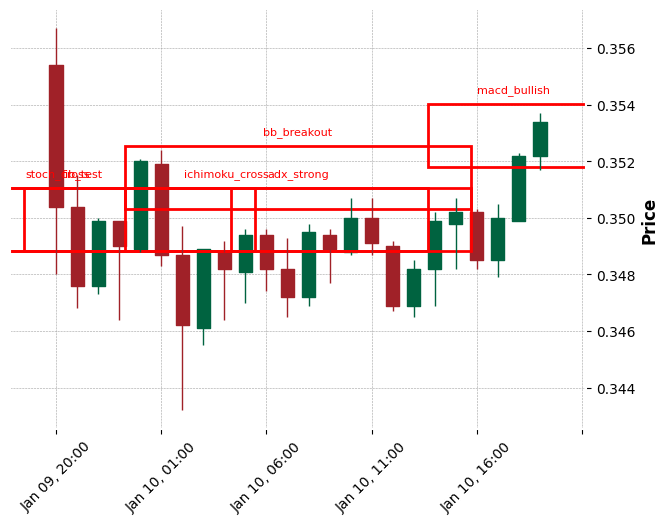 macd_bullish
bb_breakout
ichimoku_cross
adx_strong
0.356
0.354
0.352
0.350
0.348
0.346
0.344
Price
Jan 09, 20:00
Jan 10, 01:00
Jan 10, 06:00
Jan 10, 11:00
Jan 10, 16:00